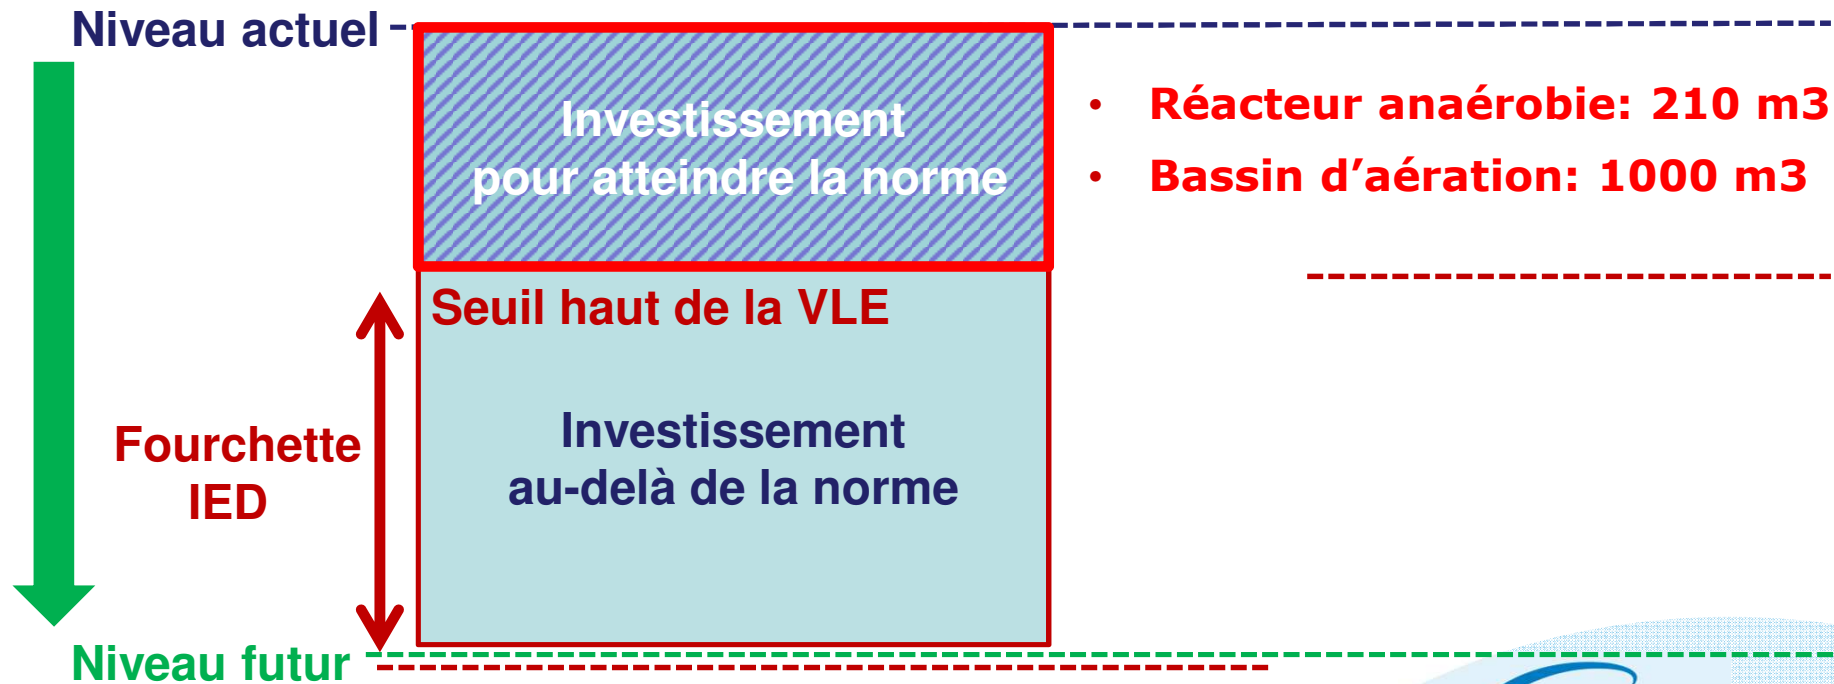 Niveau actuel
Investissement
pour atteindre la norme
• Réacteur anaérobie: 210 m3
• Bassin d’aération: 1000 m3
Seuil haut de la VLE
Fourchette
IED
Investissement
au-delà de la norme
Niveau futur